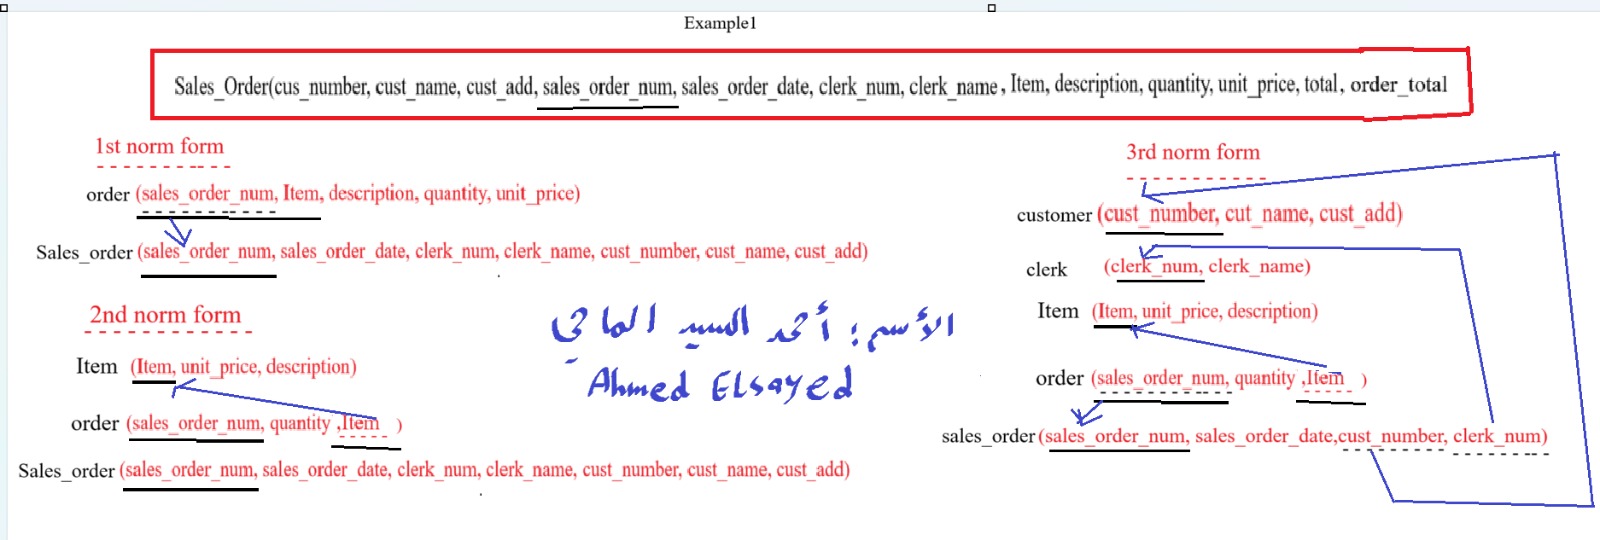 Example1
Sales_Order(cus_number, cust_name, cust_add, sales_order_num, sales_order_date, clerk_num, clerk_name, Item, description, quantity, unit_price, total, order_total
1st norm form
order (sales_order_num, Item, description, quantity, unit_price)
Sales_order (sales_order_num, sales_order_date, clerk_num, clerk_name, cust_number, cust_name, cust_add)
2nd norm form
Item (Item, unit_price, description)
order (sales_order_num, quantity ,Item )
Sales_order (sales_order_num, sales_order_date, clerk_num, clerk_name, cust_number, cust_name, cust_add)
الأسم : أحمد السيد الماحي
Ahmed Elsayed
3rd norm form
customer (cust_number, cut_name, cust_add)
clerk (clerk_num, clerk_name)
Item (Item, unit_price, description)
order (sales_order_num, quantity ,Item )
sales_order (sales_order_num, sales_order_date,cust_number, clerk_num)